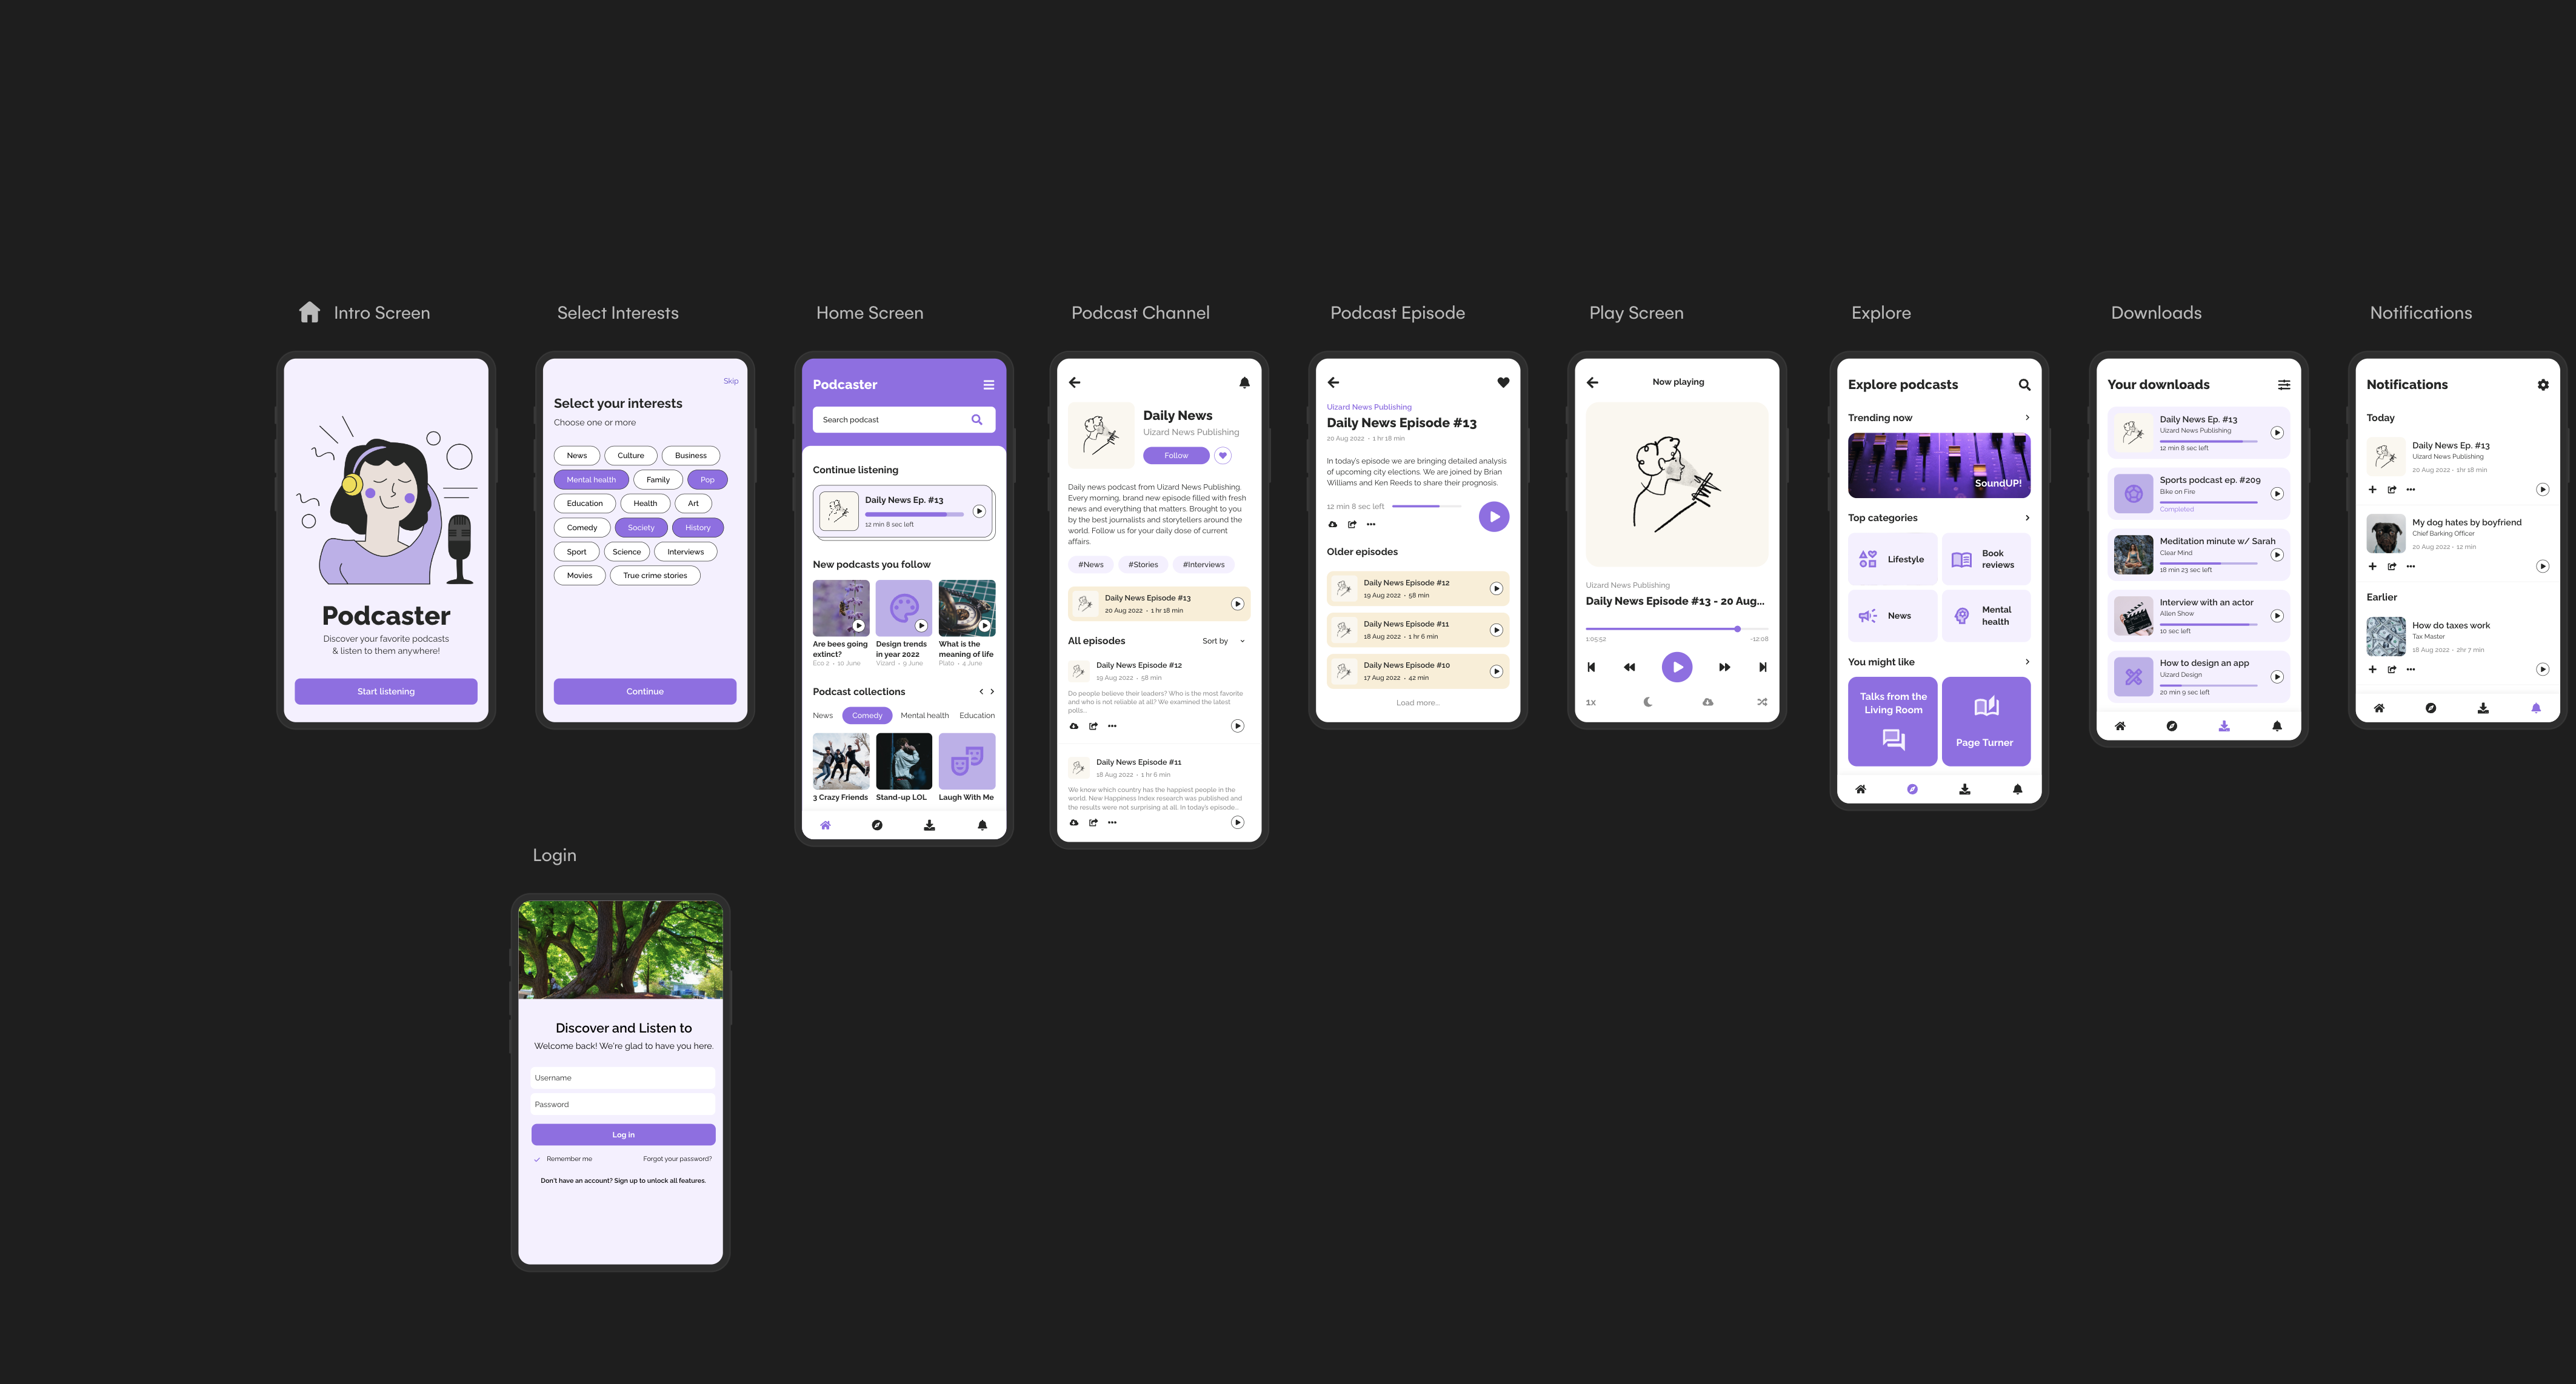 Intro Screen
Podcaster
Discover your favorite podcasts
& listen to them anywhere!
Start listening
Select Interests
Skip
Select your interests
Choose one or more
News
Culture
Business
Mental health
Family
Pop
Education
Health
Art
Comedy
Society
History
Sport
Science
Interviews
Movies
True crime stories
Continue
Home Screen
Podcaster
Search podcast
Continue listening
Daily News Ep. #13
12 min 8 sec left
New podcasts you follow
Are bees going
extinct?
Eco 2 • 10 June
Design trends
in year 2022
Vizard • 9 June
What is the
meaning of life
Plato • 4 June
Podcast collections
News
Comedy
Mental health
Education
3 Crazy Friends
Stand-up LOL
Laugh With Me
Podcast Channel
Daily News
Uizard News Publishing
Follow
Daily news podcast from Uizard News Publishing.
Every morning, brand new episode filled with fresh
news and everything that matters. Brought to you
by the best journalists and storytellers around the
world. Follow us for your daily dose of current
affairs.
#News
#Stories
#Interviews
Daily News Episode #13
20 Aug 2022 • 1 hr 18 min
All episodes
Sort by
Daily News Episode #12
19 Aug 2022 • 58 min
Do people believe their leaders? Who is the most favorite
and who is not reliable at all? We examined the latest
polls...
Daily News Episode #11
18 Aug 2022 • 1 hr 6 min
We know which country has the happiest people in the
world. New Happiness Index research was published and
the results were not surprising at all. In today's episode...
Podcast Episode
Uizard News Publishing
Daily News Episode #13
20 Aug 2022 • 1 hr 18 min
In today's episode we are bringing detailed analysis
of upcoming city elections. We are joined by Brian
Williams and Ken Reeds to share their prognosis.
12 min 8 sec left
Older episodes
Daily News Episode #12
19 Aug 2022 • 58 min
Daily News Episode #11
18 Aug 2022 • 1 hr 6 min
Daily News Episode #10
17 Aug 2022 • 42 min
Load more...
Play Screen
Now playing
Uizard News Publishing
Daily News Episode #13 - 20 Aug...
1:05:52
-12:08
1x
Explore
Explore podcasts
Trending now
SoundUP!
Top categories
Lifestyle
Book
reviews
News
Mental
health
You might like
Talks from the
Living Room
Page Turner
Downloads
Your downloads
Daily News Ep. #13
Uizard News Publishing
12 min 8 sec left
Sports podcast ep. #209
Bike on Fire
Completed
Meditation minute w/ Sarah
Clear Mind
18 min 23 sec left
Interview with an actor
Allen Show
10 sec left
How to design an app
Uizard Design
20 min 9 sec left
Notifications
Notifications
Today
Daily News Ep. #13
Uizard News Publishing
20 Aug 2022 • 1hr 18 min
My dog hates by boyfriend
Chief Barking Officer
20 Aug 2022 • 12 min
Earlier
How do taxes work
Tax Master
18 Aug 2022 • 2hr 7 min
Login
Discover and Listen to
Welcome back! We're glad to have you here.
Username
Password
Log in
Remember me
Forgot your password?
Don't have an account? Sign up to unlock all features.